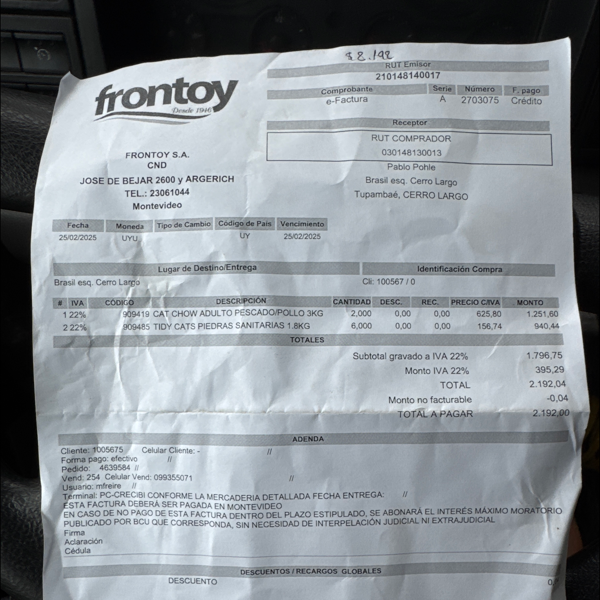 $ 2.192
frontoy
Desde 1946
RUT Emisor
210148140017
Comprobante Serie Número F. pago
e-Factura A 2703075 Crédito
Receptor
RUT COMPRADOR
030148130013
Pablo Pohle
Brasil esq. Cerro Largo
Tupambaé, CERRO LARGO
FRONTOY S.A.
CND
JOSE DE BEJAR 2600 y ARGERICH
TEL.: 23061044
Montevideo
Fecha Moneda Tipo de Cambio Código de País Vencimiento
25/02/2025 UYU UY 25/02/2025
Lugar de Destino/Entrega Identificación Compra
Brasil esq. Cerro Largo Cli: 100567 / 0
# IVA CÓDIGO DESCRIPCIÓN CANTIDAD DESC. REC. PRECIO C/IVA MONTO
1 22% 909419 CAT CHOW ADULTO PESCADO/POLLO 3KG 2,000 0,00 0,00 625,80 1.251,60
2 22% 909485 TIDY CATS PIEDRAS SANITARIAS 1.8KG 6,000 0,00 0,00 156,74 940,44
TOTALES
Subtotal gravado a IVA 22% 1.796,75
Monto IVA 22% 395,29
TOTAL 2.192,04
Monto no facturable -0,04
TOTAL A PAGAR 2.192,00
ADENDA
Cliente: 1005675 Celular Cliente: - //
Forma pago: efectivo //
Pedido: 4639584 //
Vend: 254 Celular Vend: 099355071 //
Usuario: mfreire //
Terminal: PC-CRECIBI CONFORME LA MERCADERIA DETALLADA FECHA ENTREGA: //
ESTA FACTURA DEBERÁ SER PAGADA EN MONTEVIDEO
EN CASO DE NO PAGO DE ESTA FACTURA DENTRO DEL PLAZO ESTIPULADO, SE ABONARÁ EL INTERÉS MÁXIMO MORATORIO
PUBLICADO POR BCU QUE CORRESPONDA, SIN NECESIDAD DE INTERPELACIÓN JUDICIAL NI EXTRAJUDICIAL
Firma
Aclaración
Cédula
DESCUENTOS / RECARGOS GLOBALES
DESCUENTO